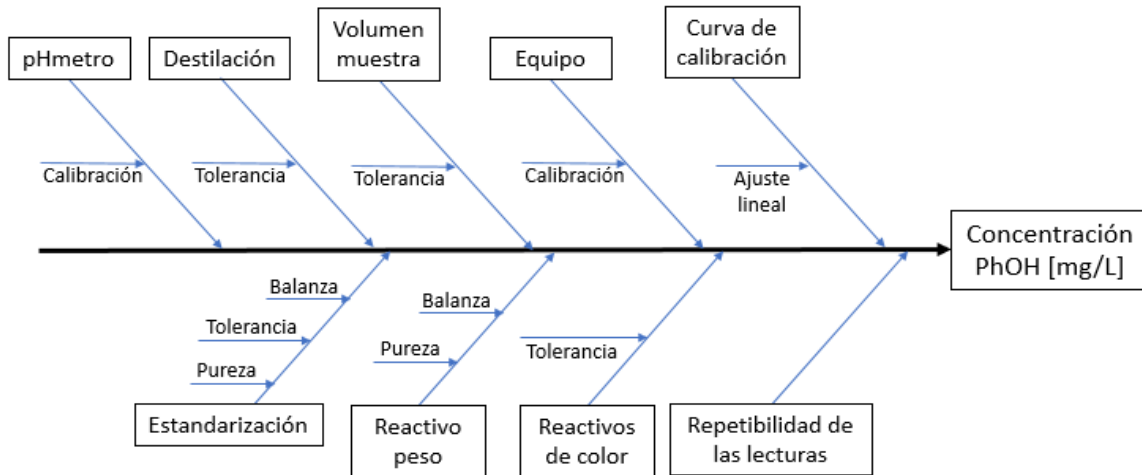 pHmetro
Destilación
Volumen
muestra
Equipo
Curva de
calibración
Calibración
Tolerancia
Tolerancia
Calibración
Ajuste
lineal
Concentración
PhOH [mg/L]
Balanza
Tolerancia
Pureza
Balanza
Pureza
Tolerancia
Estandarización
Reactivo
peso
Reactivos
de color
Repetibilidad de
las lecturas